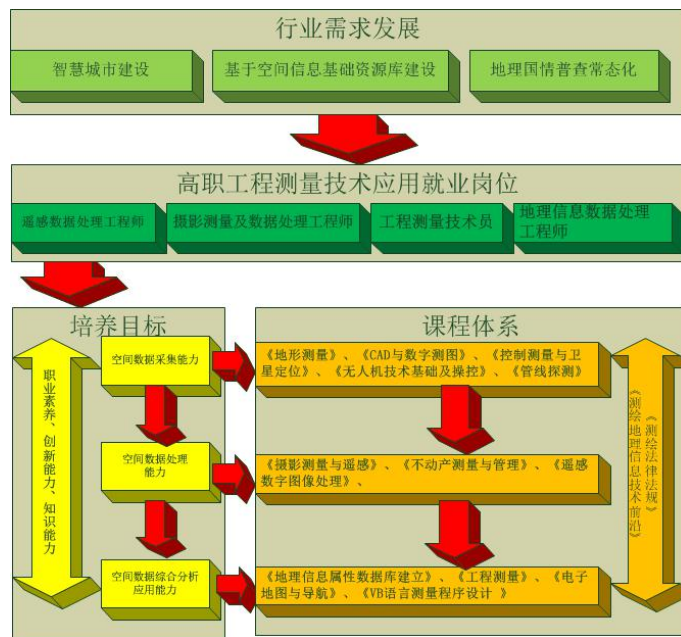 行业需求发展
智慧城市建设
基于空间信息基础资源库建设
地理国情普查常态化
高职工程测量技术应用就业岗位
遥感数据处理工程师
摄影测量及数据处理工程师
工程测量技术员
地理信息数据处理
工程师
培养目标
职业素养、创新能力、知识能力
空间数据采集能力
空间数据处理
能力
空间数据综合分析
应用能力
课程体系
《地形测量》、《CAD与数字测图》、《控制测量与卫
星定位》、《无人机技术基础及操控》、《管线探测》
《摄影测量与遥感》、《不动产测量与管理》、《遥感
数字图像处理》、
《地理信息属性数据库建立》、《工程测量》、《电子
地图与导航》、《VB语言测量程序设计 》
《测绘法律法规》
《测绘地理信息技术前沿》